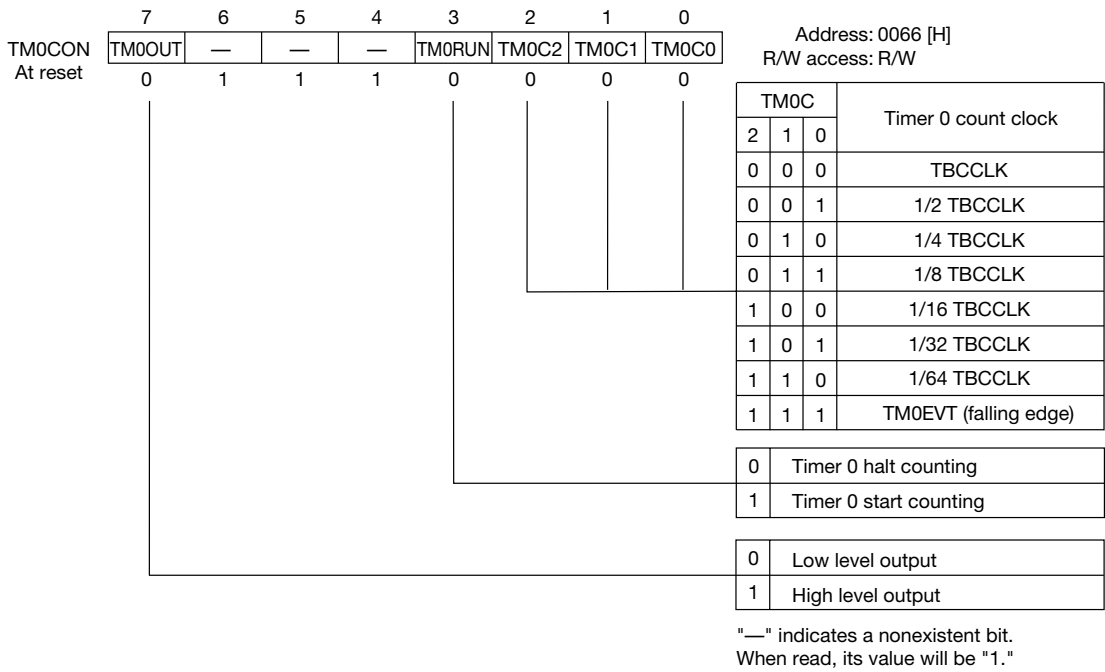 7 6 5 4 3 2 1 0
TM0CON TM0OUT — — — TM0RUN TM0C2 TM0C1 TM0C0
At reset 0 1 1 1 0 0 0 0
Address: 0066 [H]
R/W access: R/W
TM0C Timer 0 count clock
2 1 0
0 0 0 TBCCLK
0 0 1 1/2 TBCCLK
0 1 0 1/4 TBCCLK
0 1 1 1/8 TBCCLK
1 0 0 1/16 TBCCLK
1 0 1 1/32 TBCCLK
1 1 0 1/64 TBCCLK
1 1 1 TM0EVT (falling edge)
0 Timer 0 halt counting
1 Timer 0 start counting
0 Low level output
1 High level output
"—" indicates a nonexistent bit.
When read, its value will be "1."